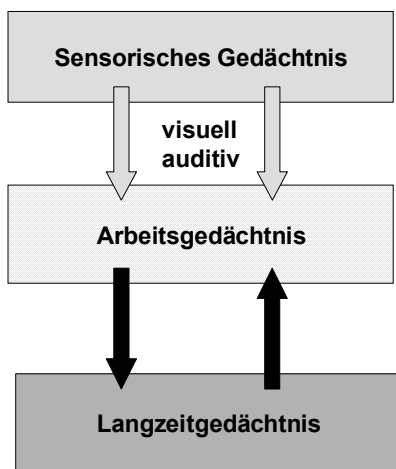 Sensorisches Gedächtnis
visuell
auditiv
Arbeitsgedächtnis
Langzeitgedächtnis